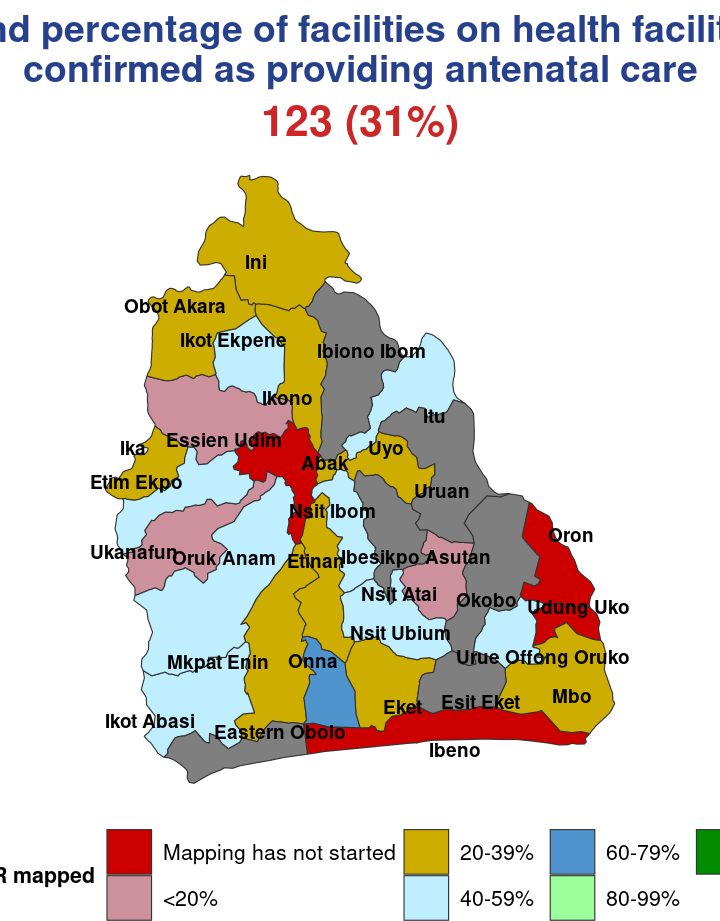 nd percentage of facilities on health facilit
confirmed as providing antenatal care
123 (31%)
Ini
Obot Akara
Ikot Ekpene
Ibiono Ibom
Ikono
Itu
Essien Udim
Ika
Uyo
Abak
Etim Ekpo
Uruan
Nsit Ibom
Oron
Ukanafun
Oruk Anam
Etinan
Ibesikpo Asutan
Nsit Atai
Okobo
Udung Uko
Nsit Ubium
Urue Offong Oruko
Mkpat Enin
Onna
Mbo
Esit Eket
Eket
Ikot Abasi
Eastern Obolo
Ibeno
Mapping has not started
20-39%
60-79%
R mapped
<20%
40-59%
80-99%